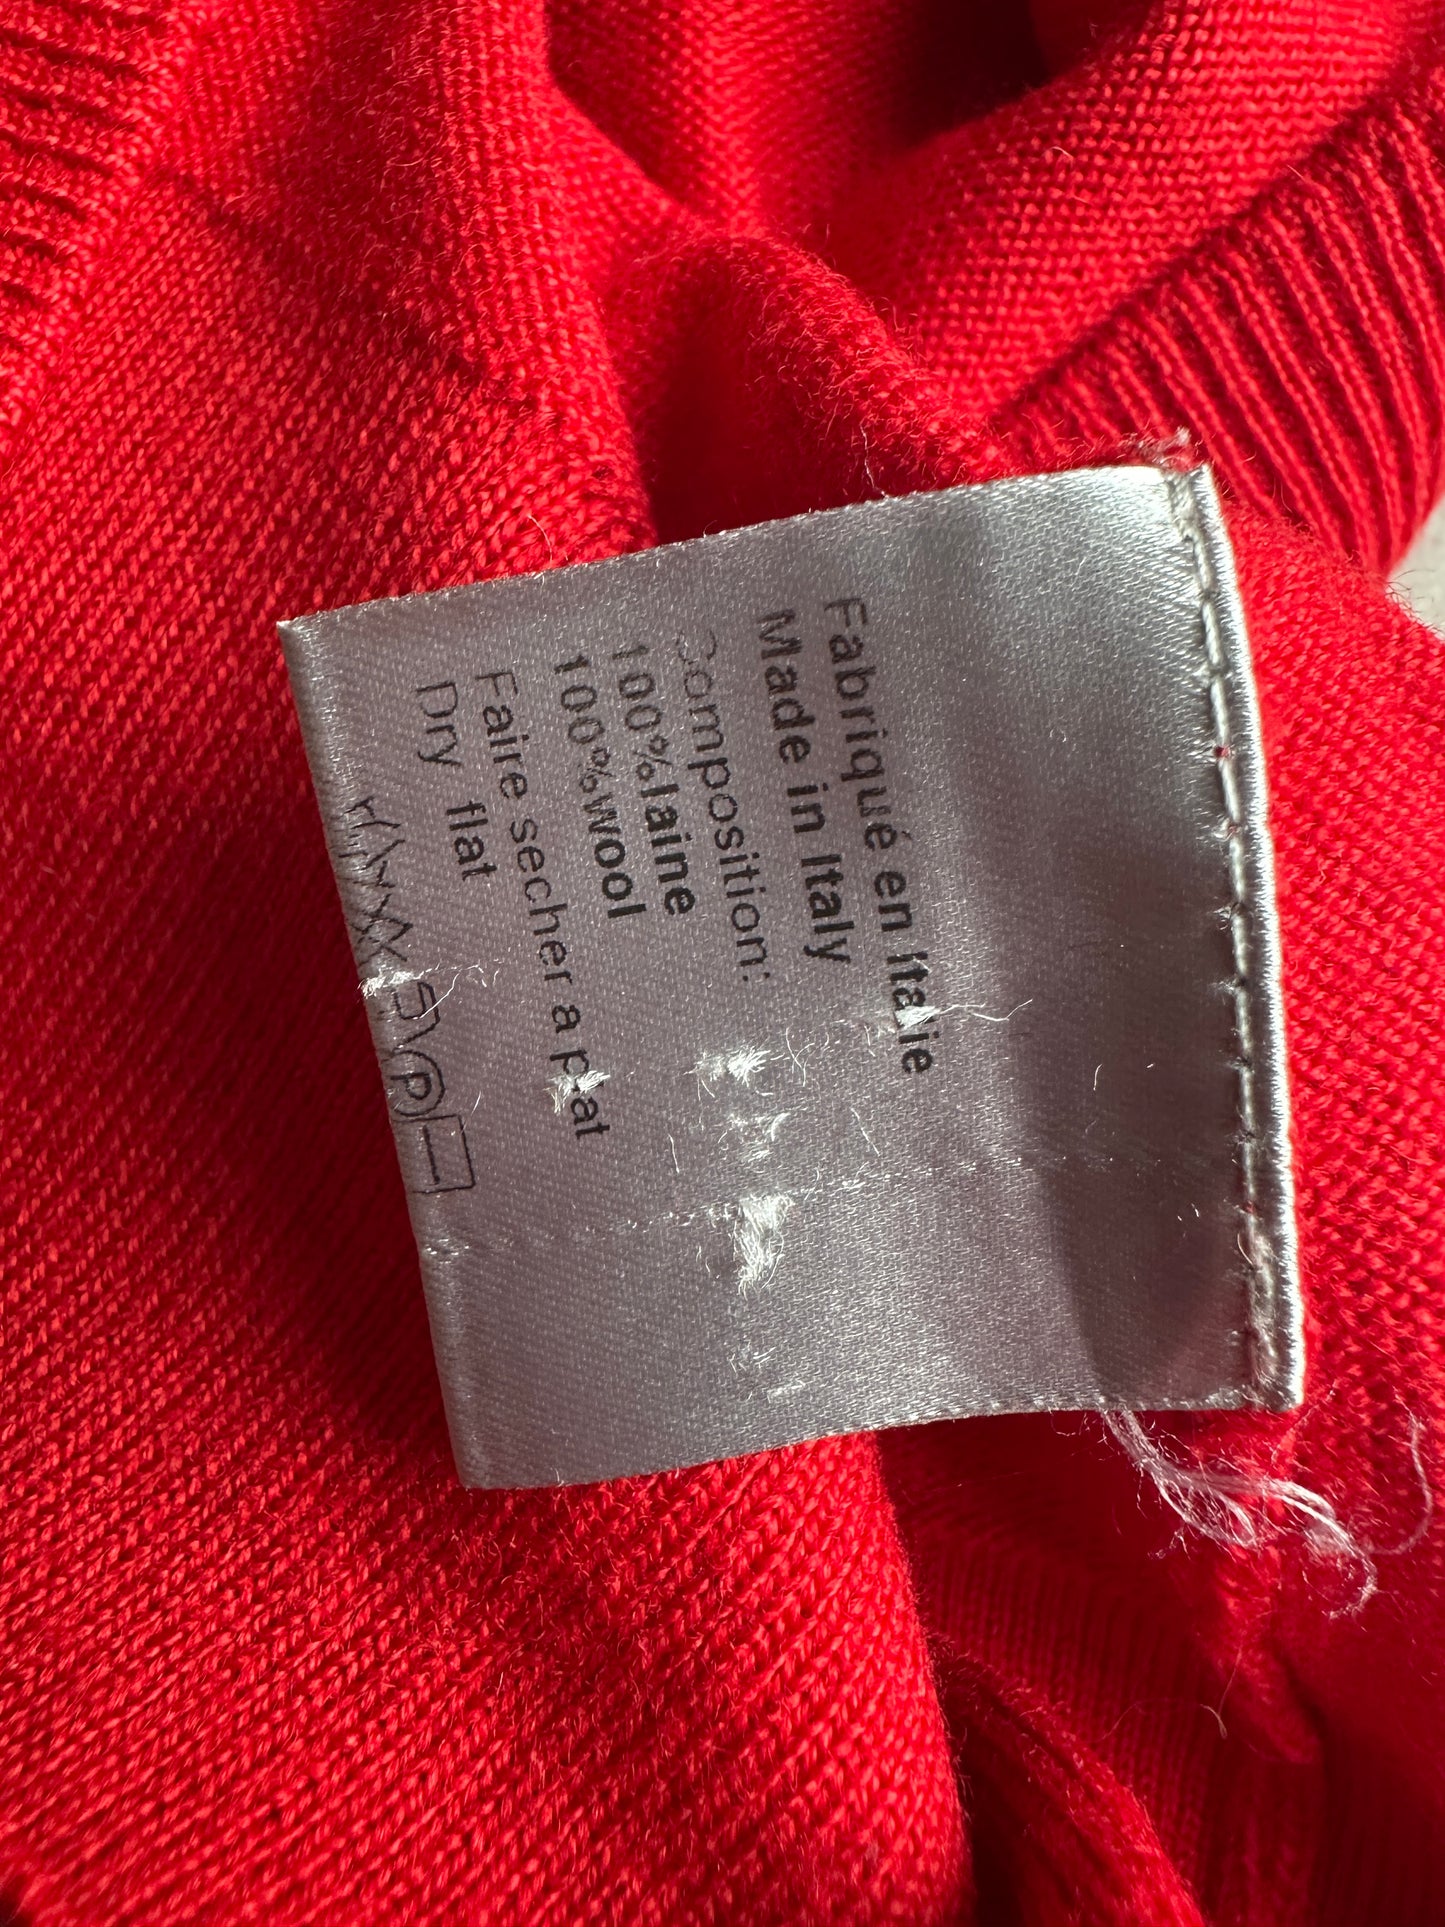 Fabriqué en Italie
Made in Italy
Composition:
100%laine
100%wool
Faire secher a plat
Dry flat